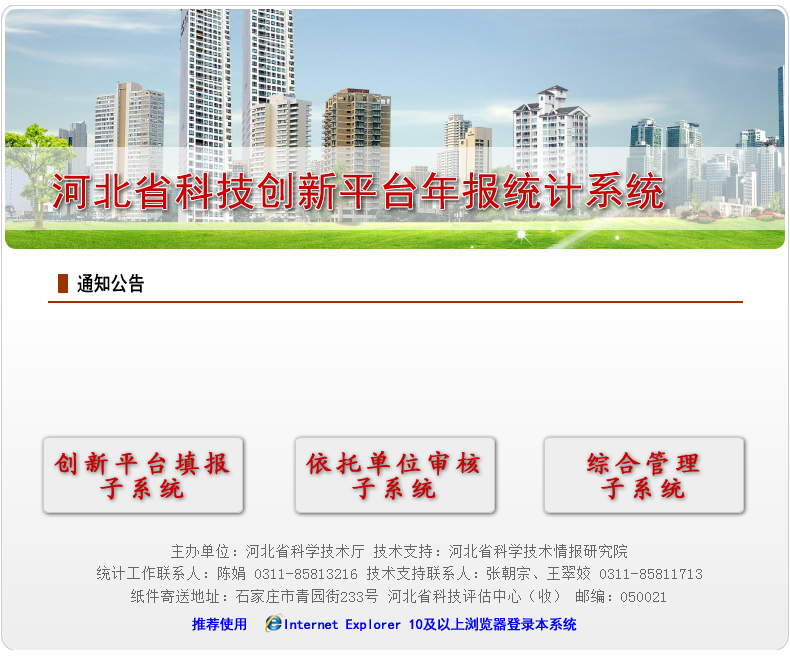 河北省科技创新平台年报统计系统
通知公告
创新平台填报
子系统
依托单位审核
子系统
综合管理
子系统
主办单位：河北省科学技术厅 技术支持：河北省科学技术情报研究院
统计工作联系人：陈娟 0311-85813216 技术支持联系人：张朝宗、王翠姣 0311-85811713
纸件寄送地址：石家庄市青园街233号 河北省科技评估中心（收） 邮编：050021
推荐使用 Internet Explorer 10及以上浏览器登录本系统